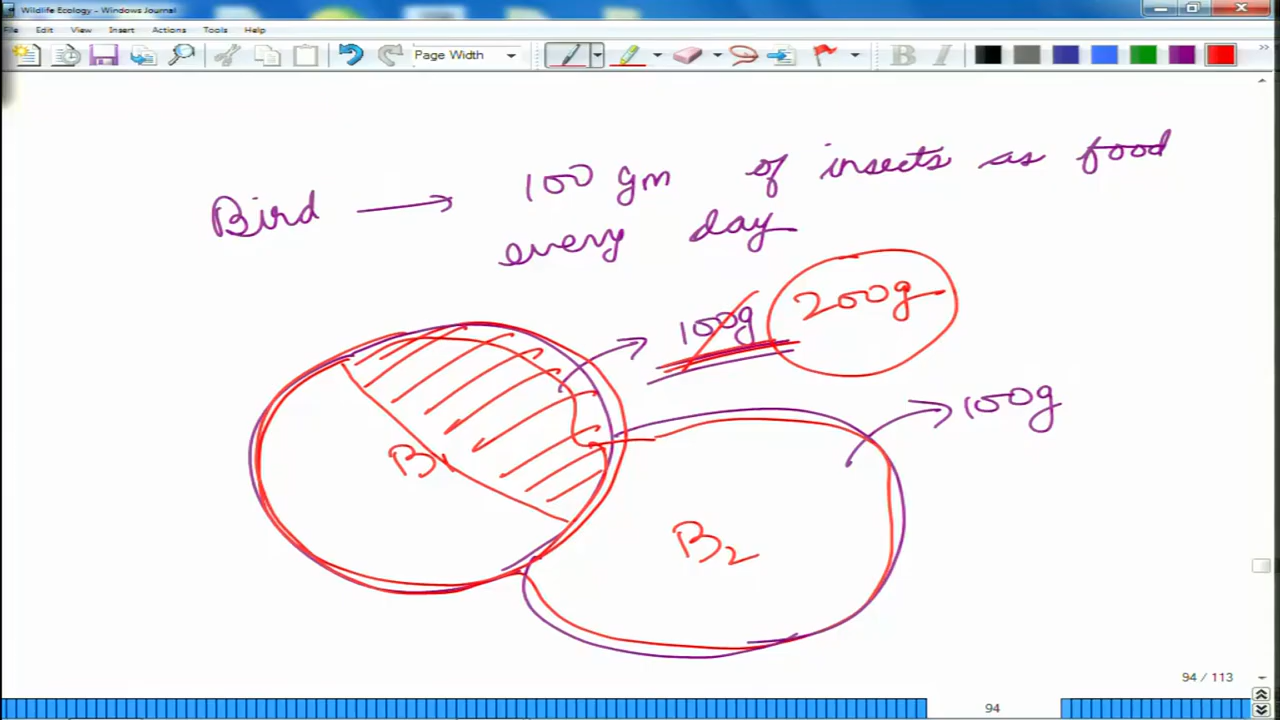 Wildlife Ecology - Windows Journal
File Edit View Insert Actions Tools Help
Page Width
B I
Bird → 100 gm of insects as food
every day
100g 200g
100g
B1
B2
94 / 113
94